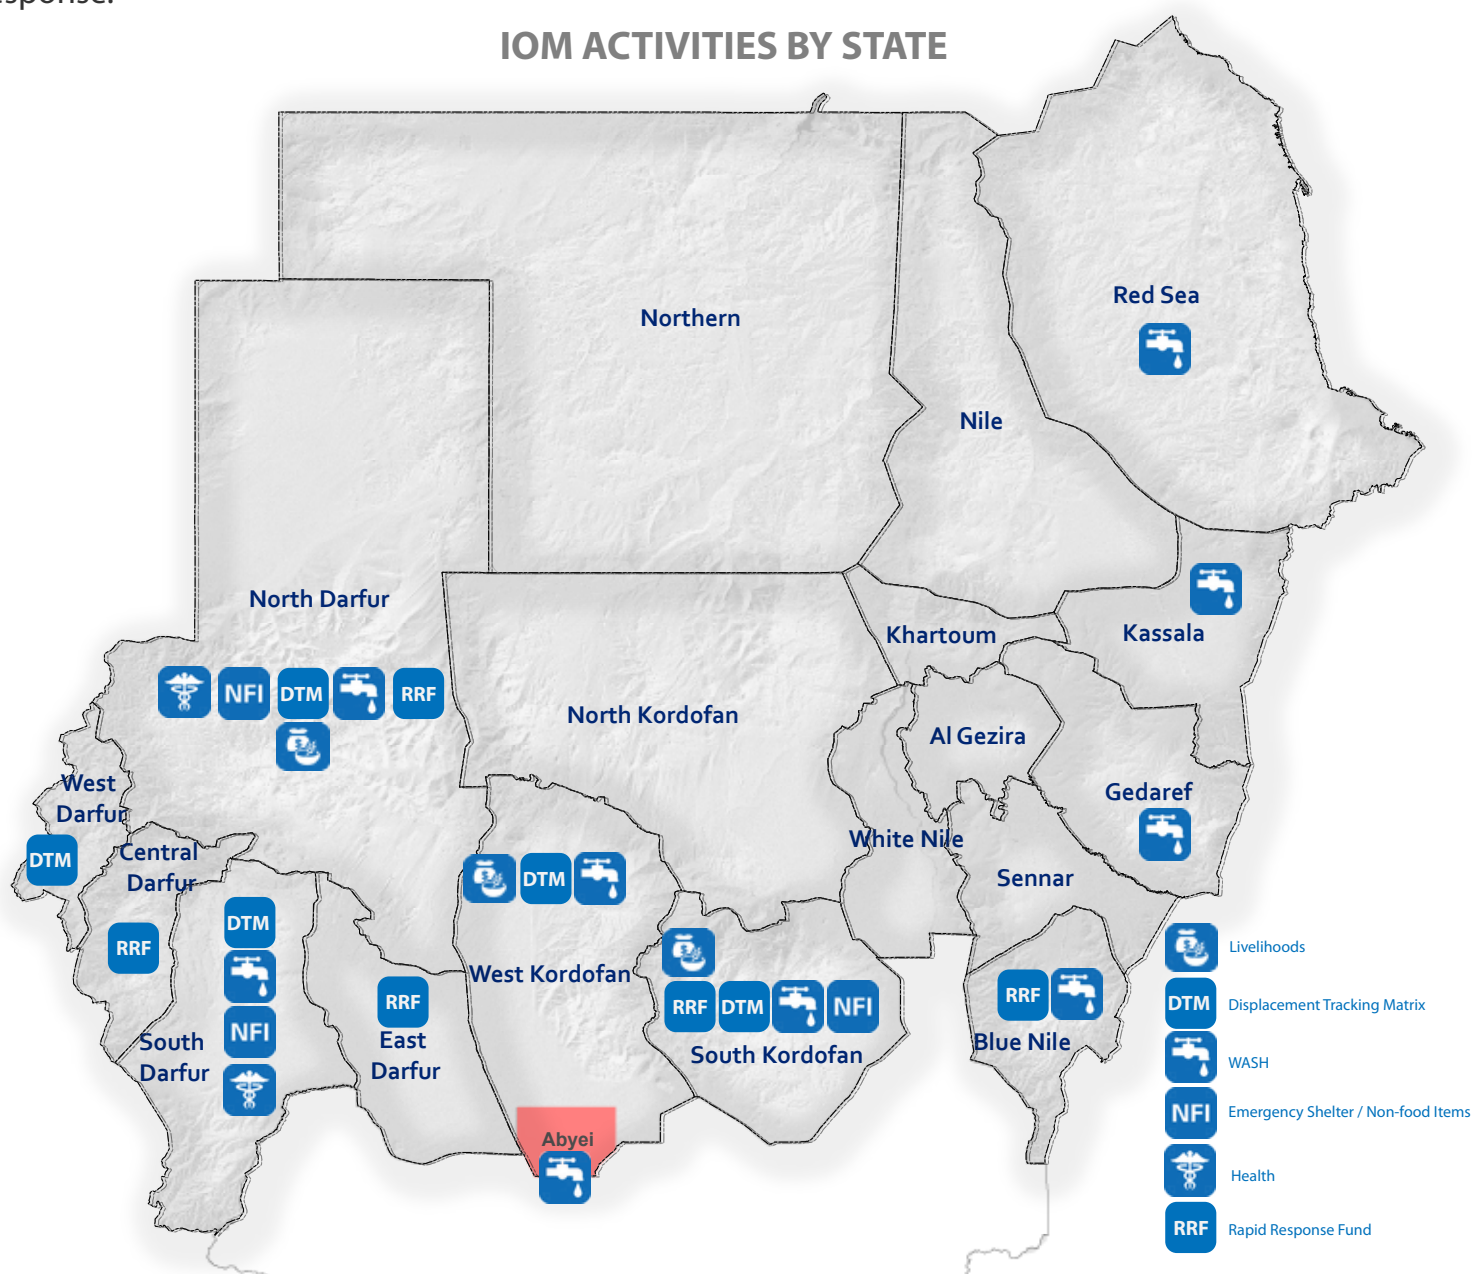 IOM ACTIVITIES BY STATE
Red Sea
Northern
Nile
North Darfur
Khartoum
Kassala
NFI
DTM
RRF
North Kordofan
Al Gezira
West
Darfur
Gedaref
DTM
Central
Darfur
White Nile
Sennar
DTM
DTM
RRF
NFI
South
Darfur
RRF
East
Darfur
West Kordofan
RRF
DTM
NFI
South Kordofan
RRF
Blue Nile
Abyei
Livelihoods
DTM
Displacement Tracking Matrix
WASH
NFI
Emergency Shelter / Non-food Items
Health
RRF
Rapid Response Fund